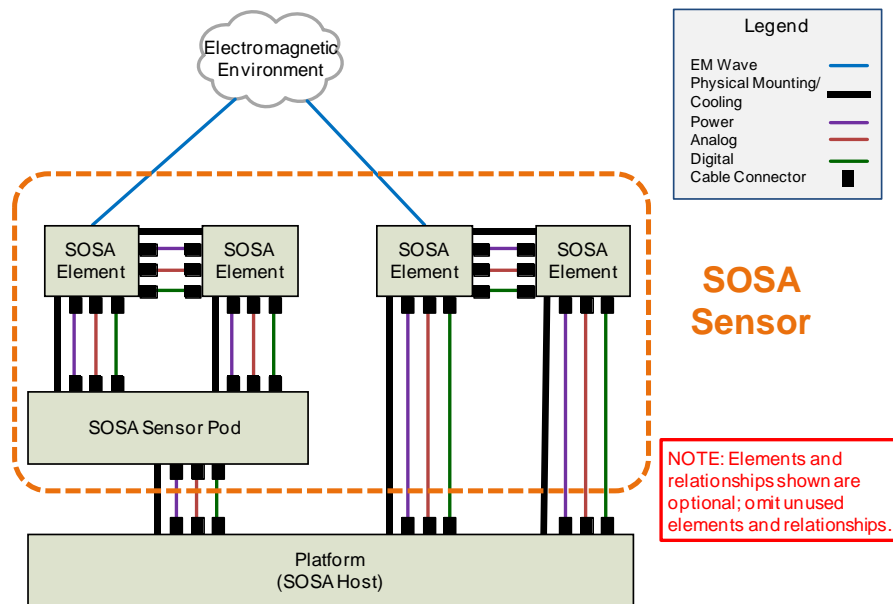 Electromagnetic
Environment
Legend
EM Wave
Physical Mounting/
Cooling
Power
Analog
Digital
Cable Connector
SOSA
Element
SOSA
Element
SOSA
Element
SOSA
Element
SOSA
Sensor
SOSA Sensor Pod
NOTE: Elements and
relationships shown are
optional; omit unused
elements and relationships.
Platform
(SOSA Host)